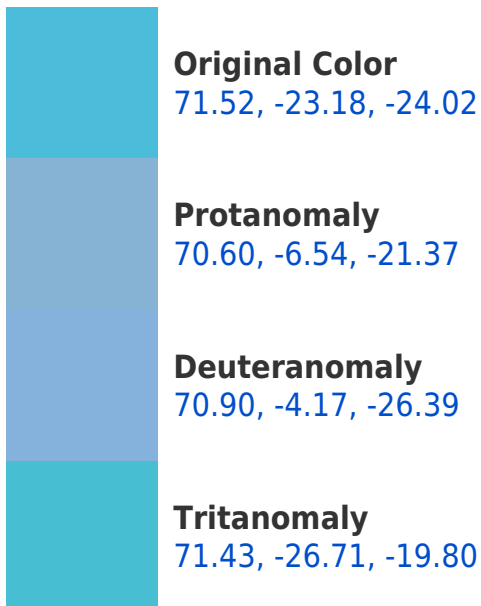 Original Color
71.52, -23.18, -24.02
Protanomaly
70.60, -6.54, -21.37
Deuteranomaly
70.90, -4.17, -26.39
Tritanomaly
71.43, -26.71, -19.80